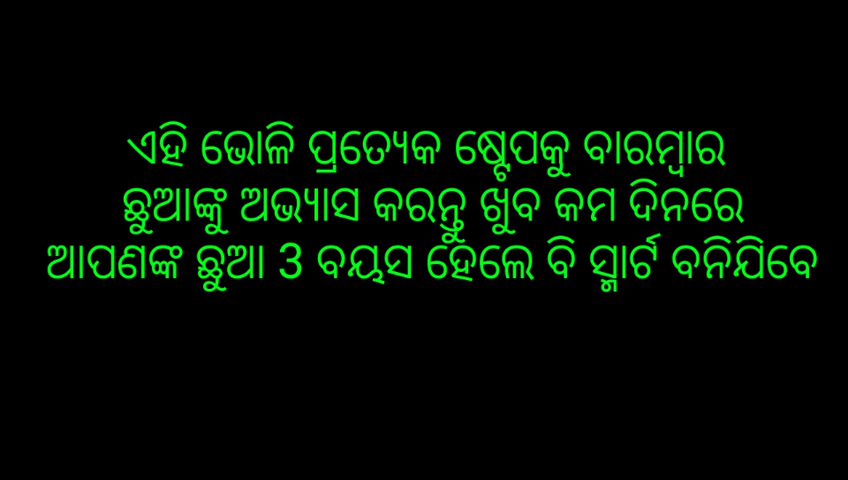 ଏହି ଭୋଳି ପ୍ରତ୍ୟେକ ଷ୍ଟେପକୁ ବାରମ୍ବାର
ଛୁଆଙ୍କୁ ଅଭ୍ୟାସ କରନ୍ତୁ ଖୁବ କମ ଦିନରେ
ଆପଣଙ୍କ ଛୁଆ 3 ବୟସ ହେଲେ ବି ସ୍ମାର୍ଟ ବନିଯିବେ